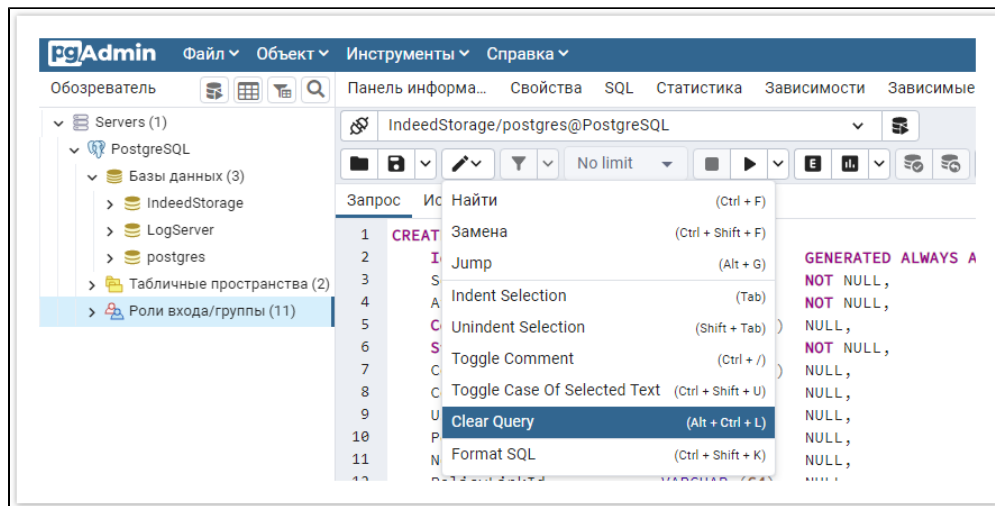 pgAdmin Файл Объект Инструменты Справка
Обозреватель Панель информа... Свойства SQL Статистика Зависимости Зависимые
Servers (1)
IndeedStorage/postgres@PostgreSQL
PostgreSQL
Базы данных (3)
No limit
E
IndeedStorage
LogServer
postgres
Табличные пространства (2)
Роли входа/группы (11)
Запрос Ис
Найти (Ctrl + F)
Замена (Ctrl + Shift + F)
Jump (Alt + G)
Indent Selection (Tab)
Unindent Selection (Shift + Tab)
Toggle Comment (Ctrl + /)
Toggle Case Of Selected Text (Ctrl + Shift + U)
Clear Query (Alt + Ctrl + L)
Format SQL (Ctrl + Shift + K)
1 CREAT
2 I GENERATED ALWAYS A
3 S NOT NULL,
4 A NOT NULL,
5 C ) NULL,
6 S NOT NULL,
7 C ) NULL,
8 C NULL,
9 U NULL,
10 P NULL,
11 N NULL,